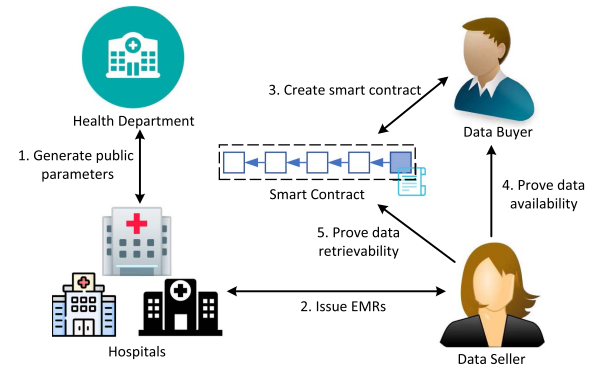 Health Department
1. Generate public
parameters
Hospitals
3. Create smart contract
Smart Contract
Data Buyer
4. Prove data
availability
5. Prove data
retrievability
2. Issue EMRs
Data Seller